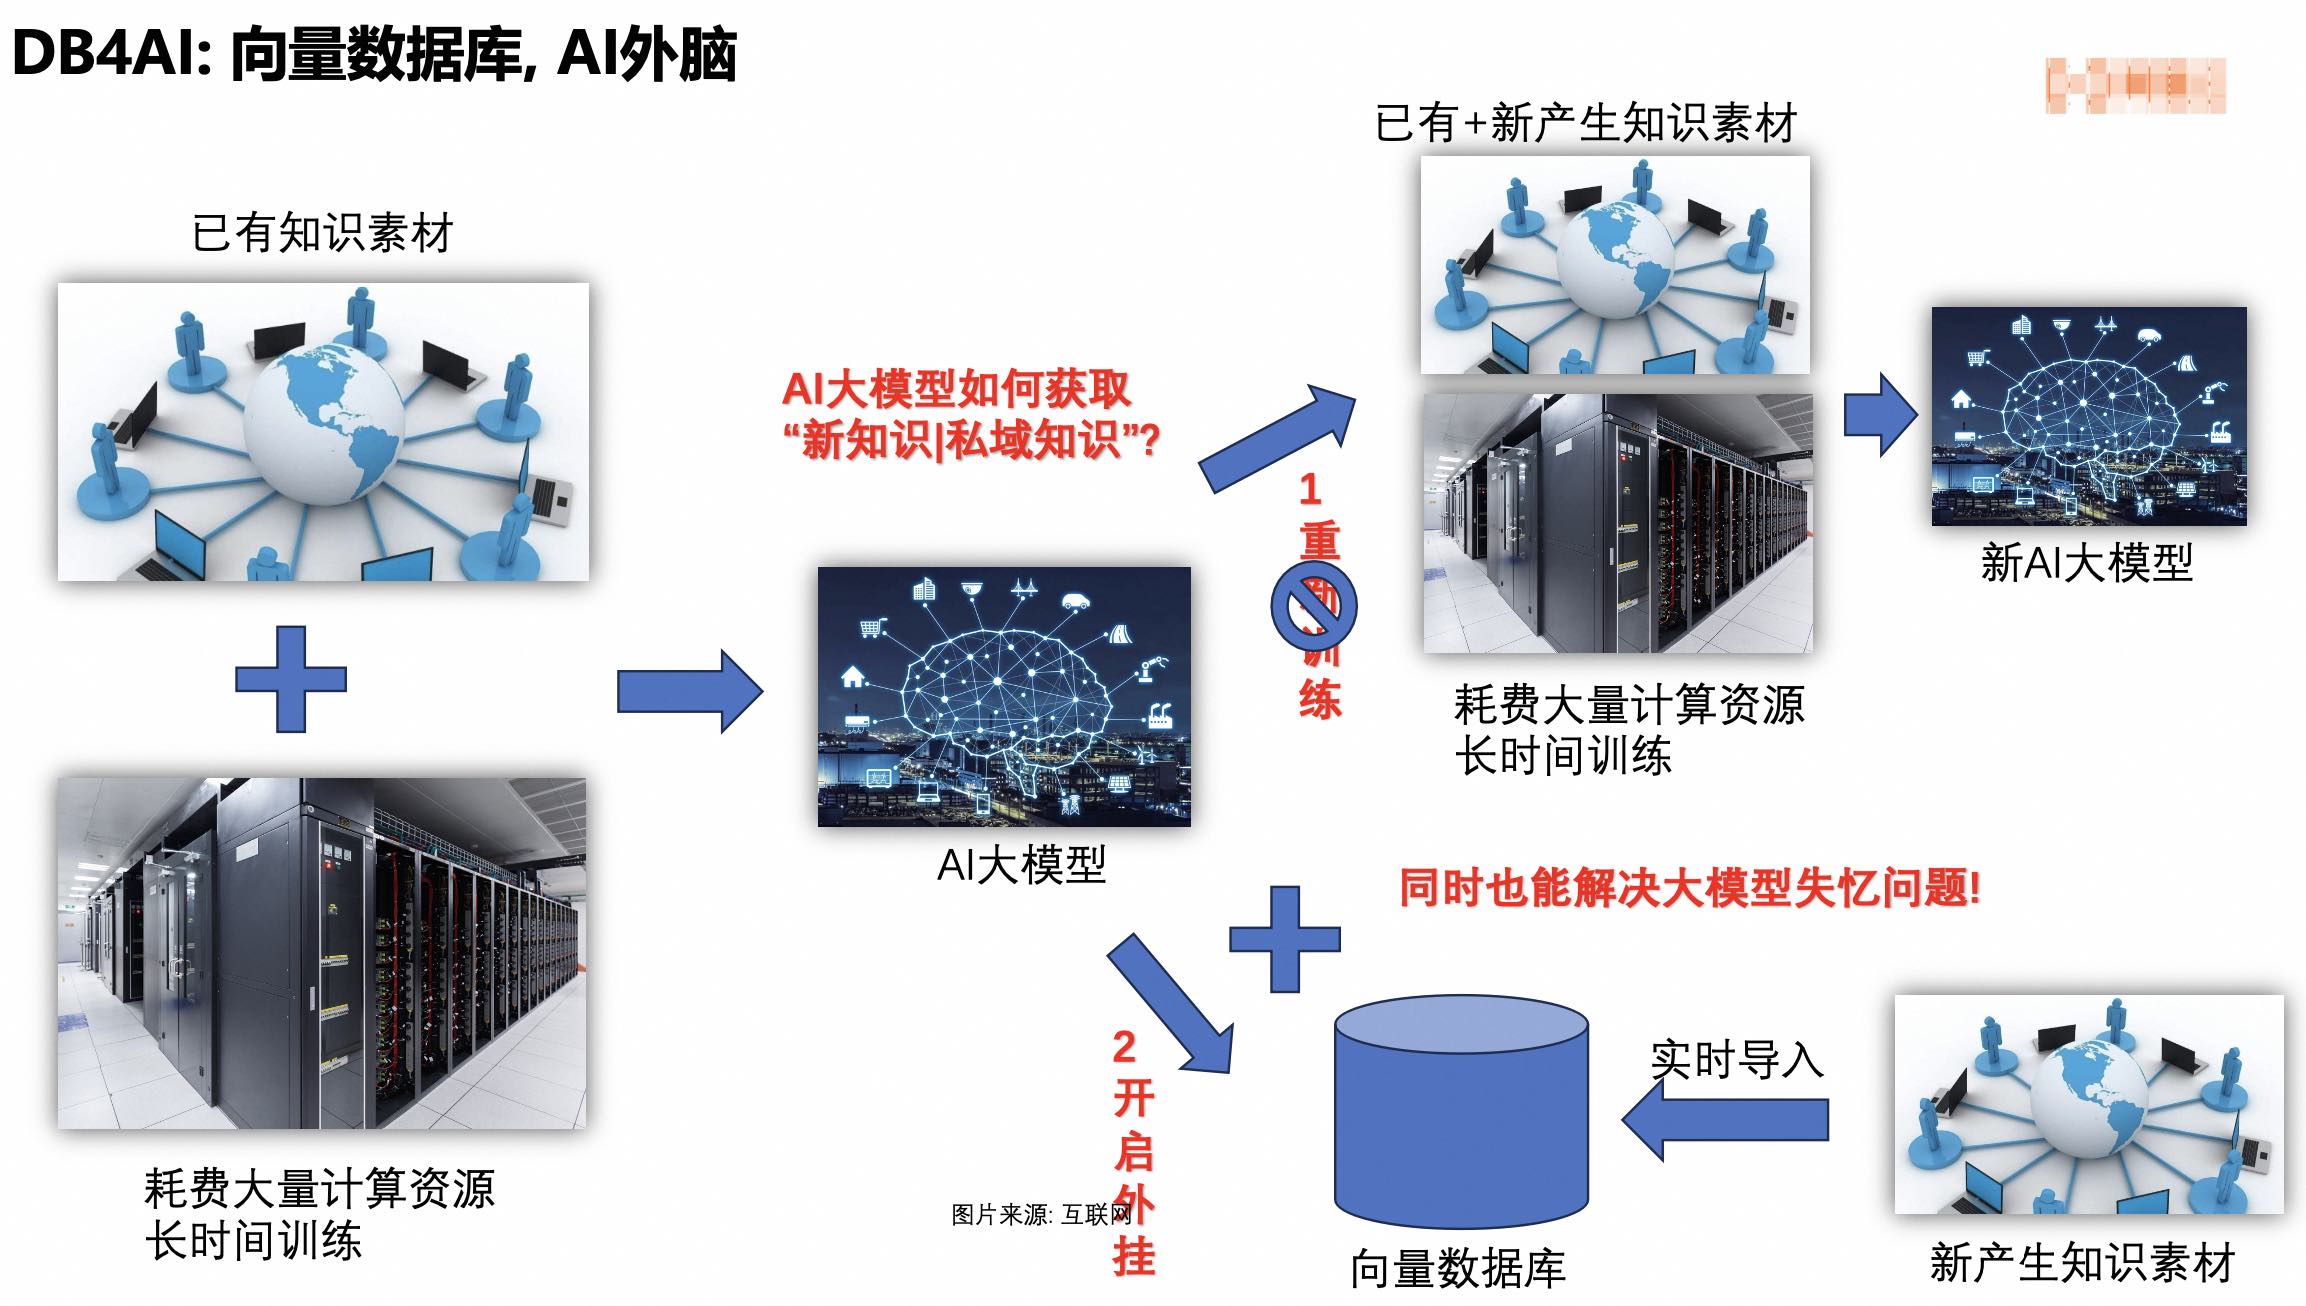 DB4AI: 向量数据库, AI外脑
已有+新产生知识素材
已有知识素材
AI大模型如何获取
“新知识|私域知识”?
1
重
新
训
练
新AI大模型
耗费大量计算资源
长时间训练
AI大模型
同时也能解决大模型失忆问题!
2
开
启
外
挂
实时导入
耗费大量计算资源
长时间训练
图片来源: 互联网
向量数据库
新产生知识素材